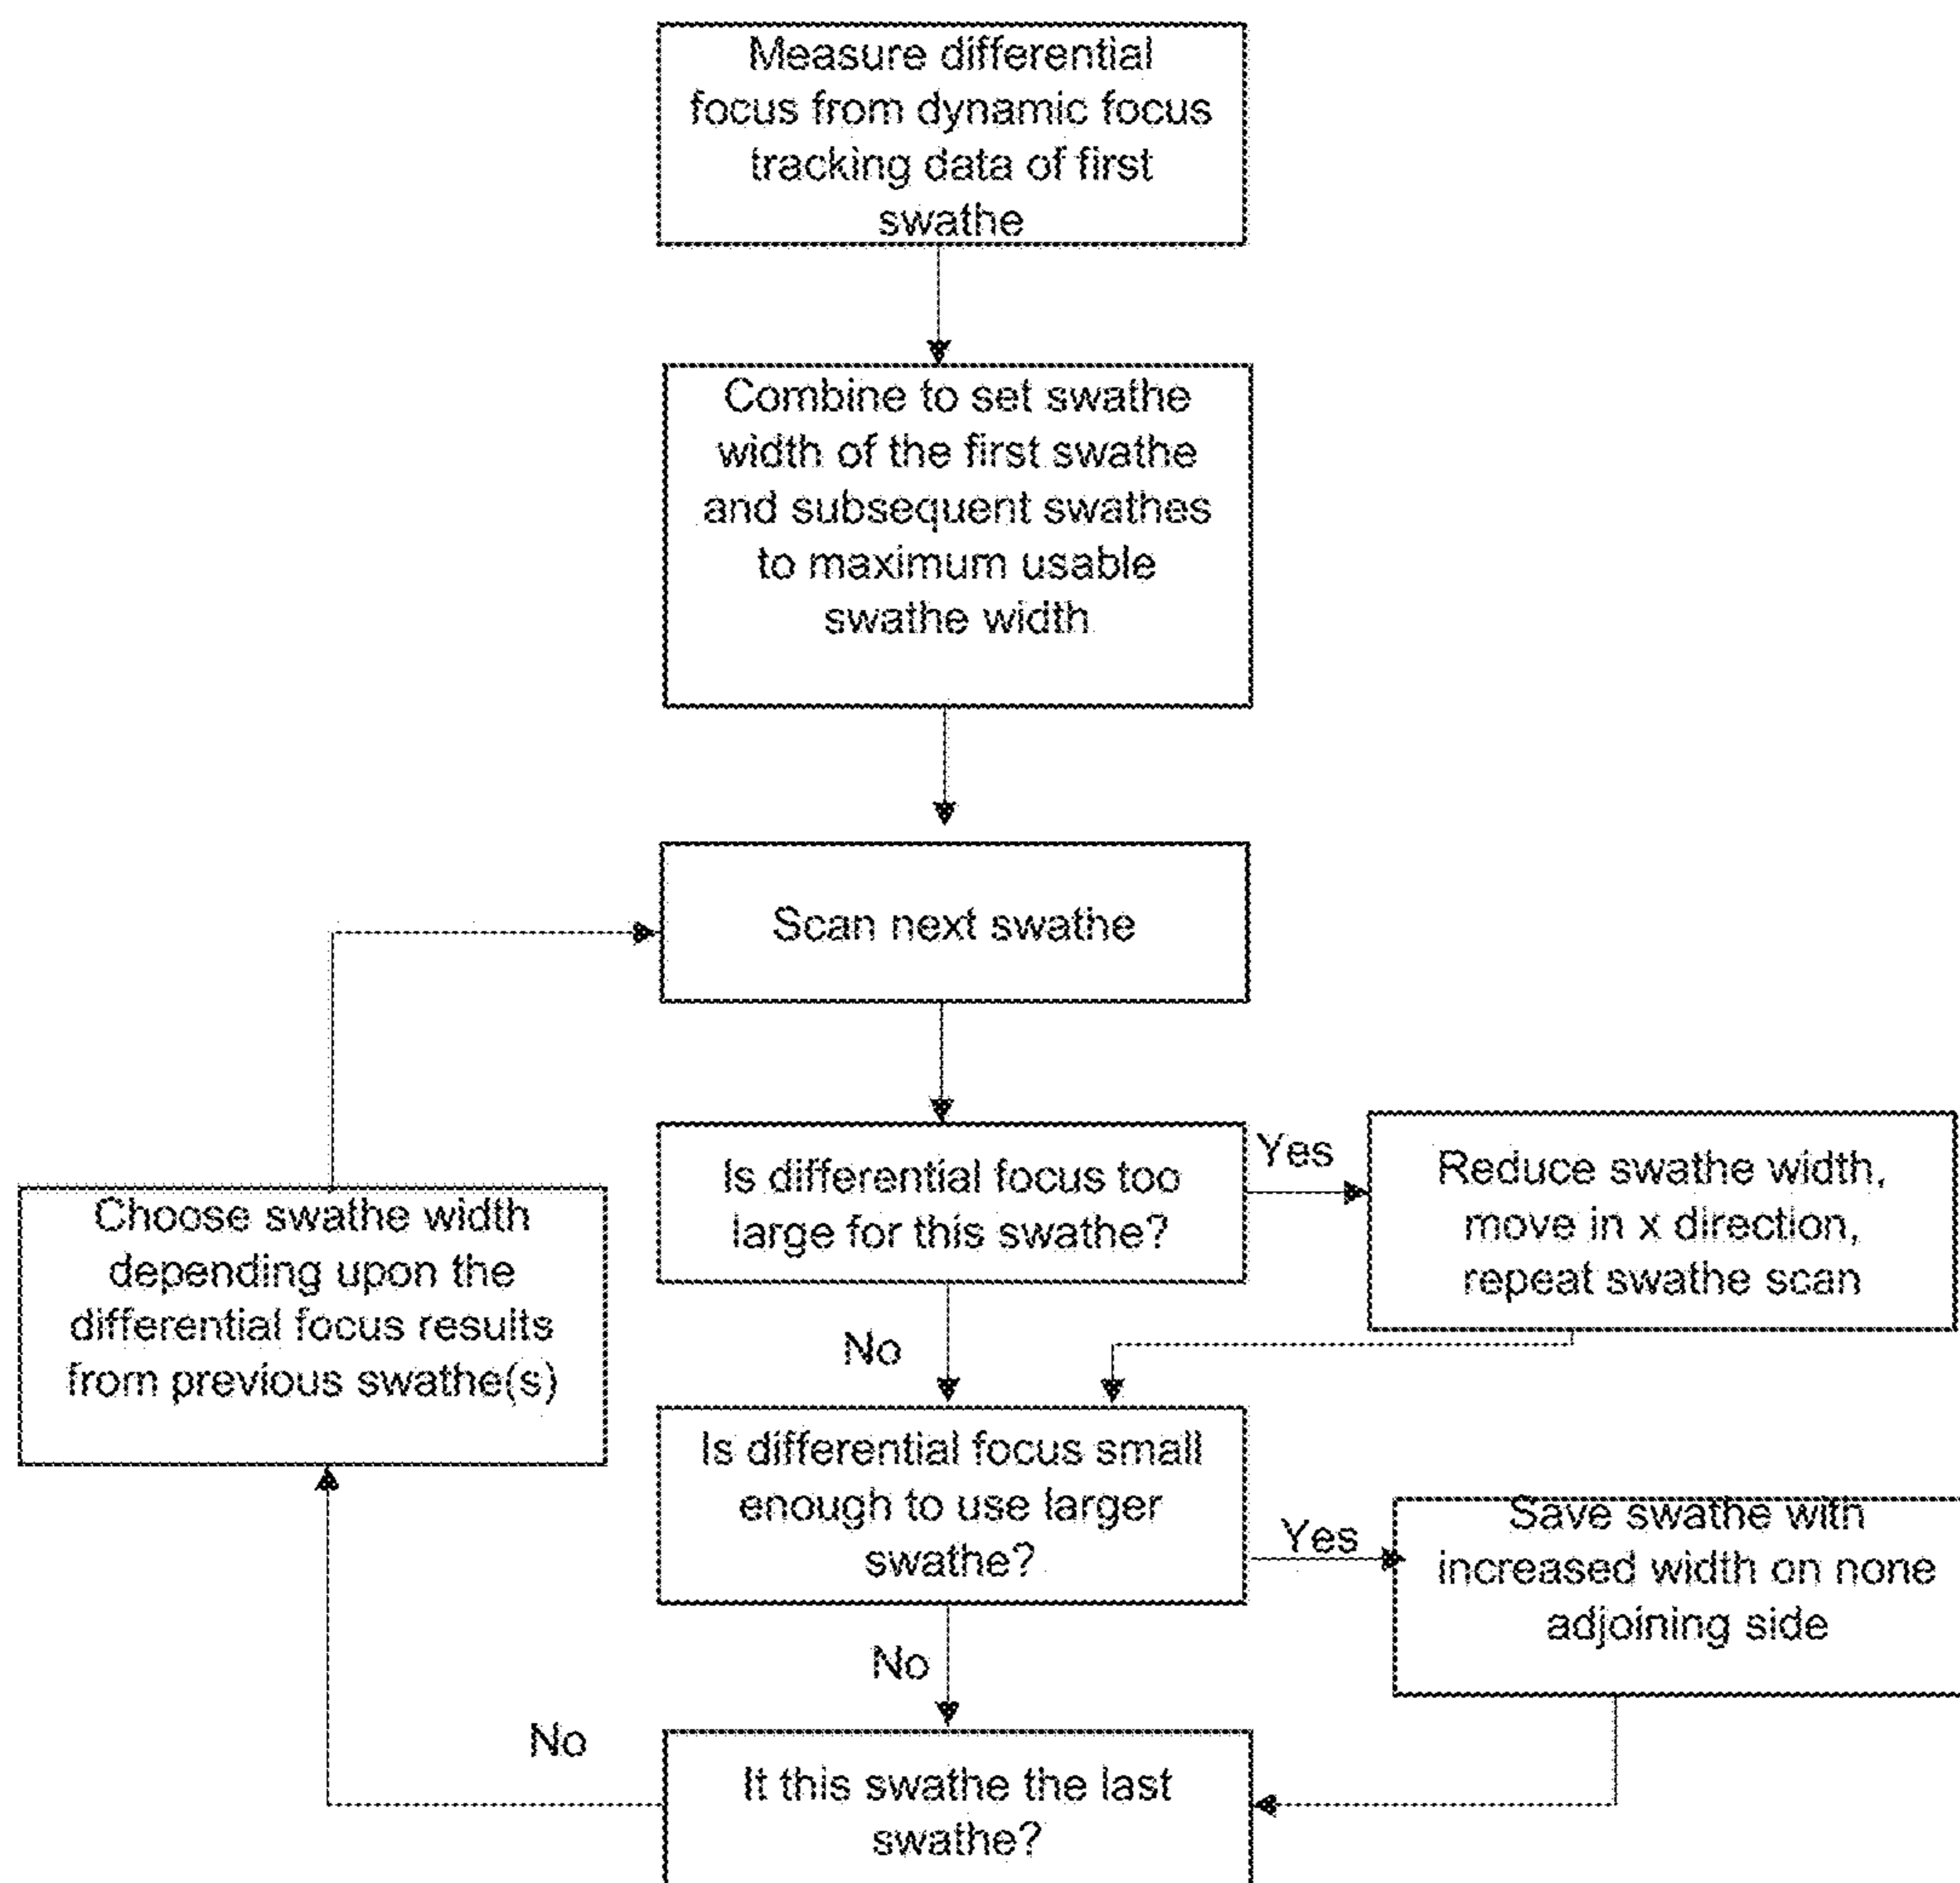 Measure differential
focus from dynamic focus
tracking data of first
swathe
Combine to set swathe
width of the first swathe
and subsequent swathes
to maximum usable
swathe width
Scan next swathe
Is differential focus too
large for this swathe?
Yes
Reduce swathe width,
move in x direction,
repeat swathe scan
Choose swathe width
depending upon the
differential focus results
from previous swathe(s)
No
Is differential focus small
enough to use larger
swathe?
Yes
Save swathe with
increased width on none
adjoining side
No
No
It this swathe the last
swathe?